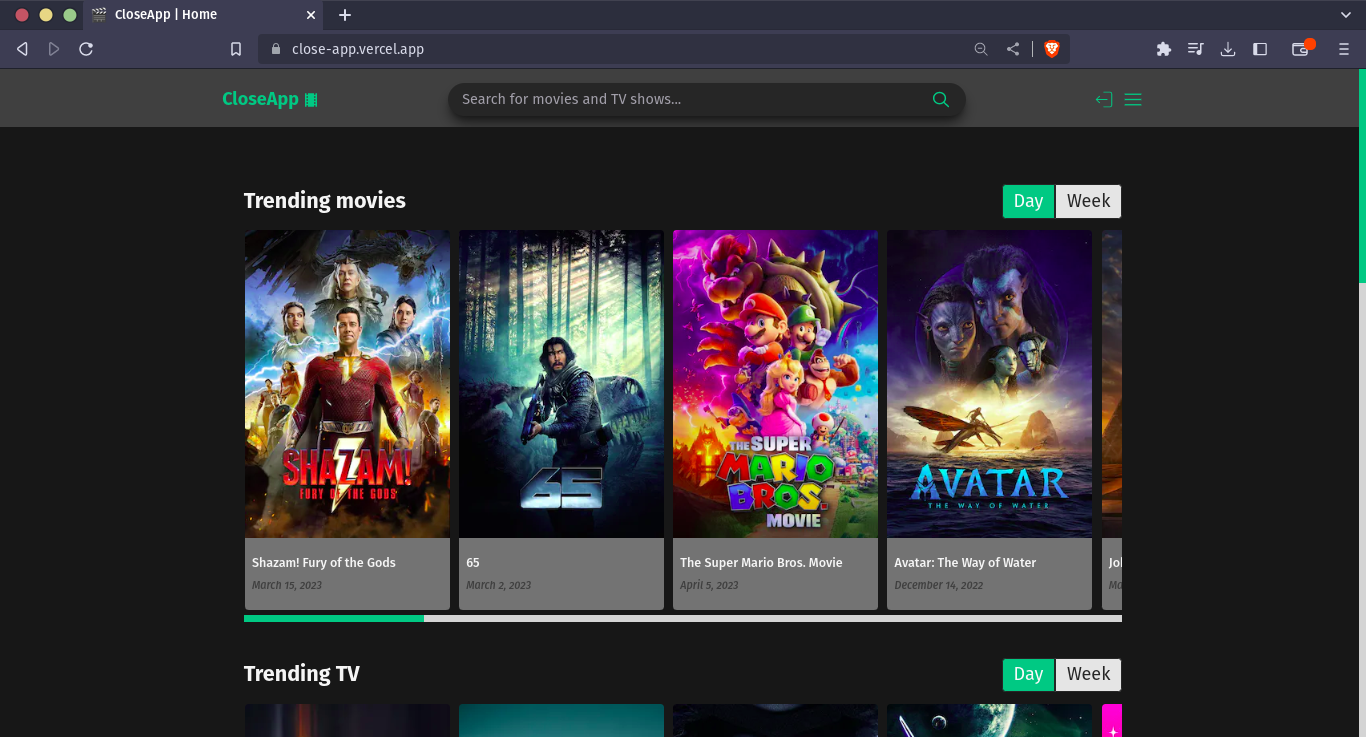 CloseApp | Home
close-app.vercel.app
CloseApp
Search for movies and TV shows...
Trending movies
Day Week
SHAZAM!
FURY OF THE GODS
65
THE SUPER
MARIO
BROS.
MOVIE
AVATAR
THE WAY OF WATER
Shazam! Fury of the Gods
March 15, 2023
65
March 2, 2023
The Super Mario Bros. Movie
April 5, 2023
Avatar: The Way of Water
December 14, 2022
Trending TV
Day Week